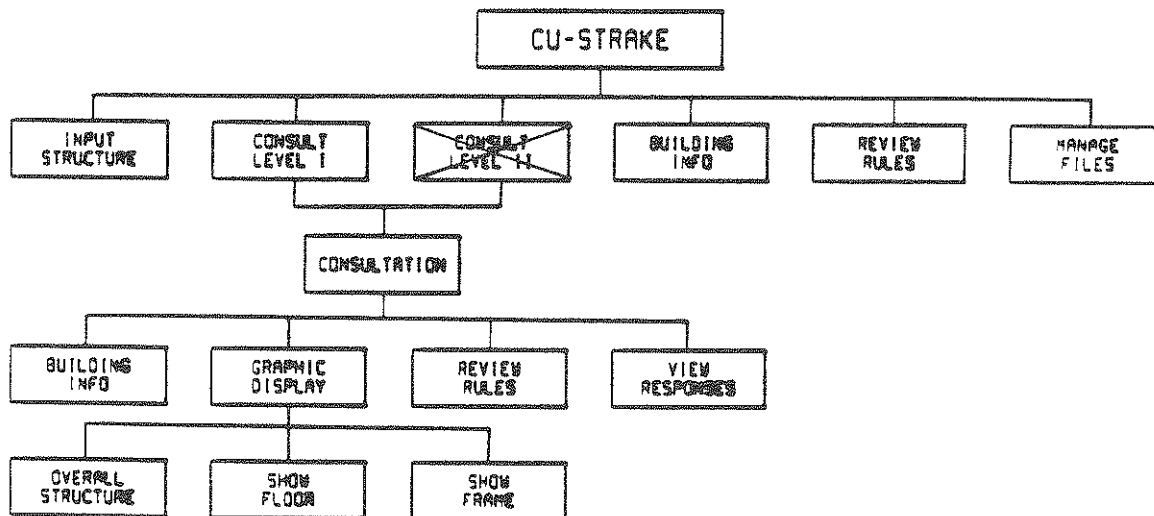 CU-STRAKE
INPUT
STRUCTURE
CONSULT
LEVEL I
CONSULT
LEVEL II
BUILDING
INFO
REVIEW
RULES
MANAGE
FILES
CONSULTATION
BUILDING
INFO
GRAPHIC
DISPLAY
REVIEW
RULES
VIEW
RESPONSES
OVERALL
STRUCTURE
SHOW
FLOOR
SHOW
FRAME